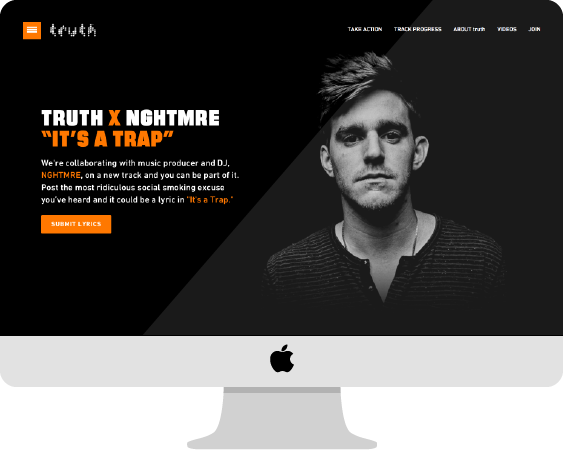 truth
TAKE ACTION TRACK PROGRESS ABOUT truth VIDEOS JOIN
TRUTH X NGHTMRE
“IT’S A TRAP”
We're collaborating with music producer and DJ,
NGHTMRE, on a new track and you can be part of it.
Post the most ridiculous social smoking excuse
you've heard and it could be a lyric in "It's a Trap."
SUBMIT LYRICS